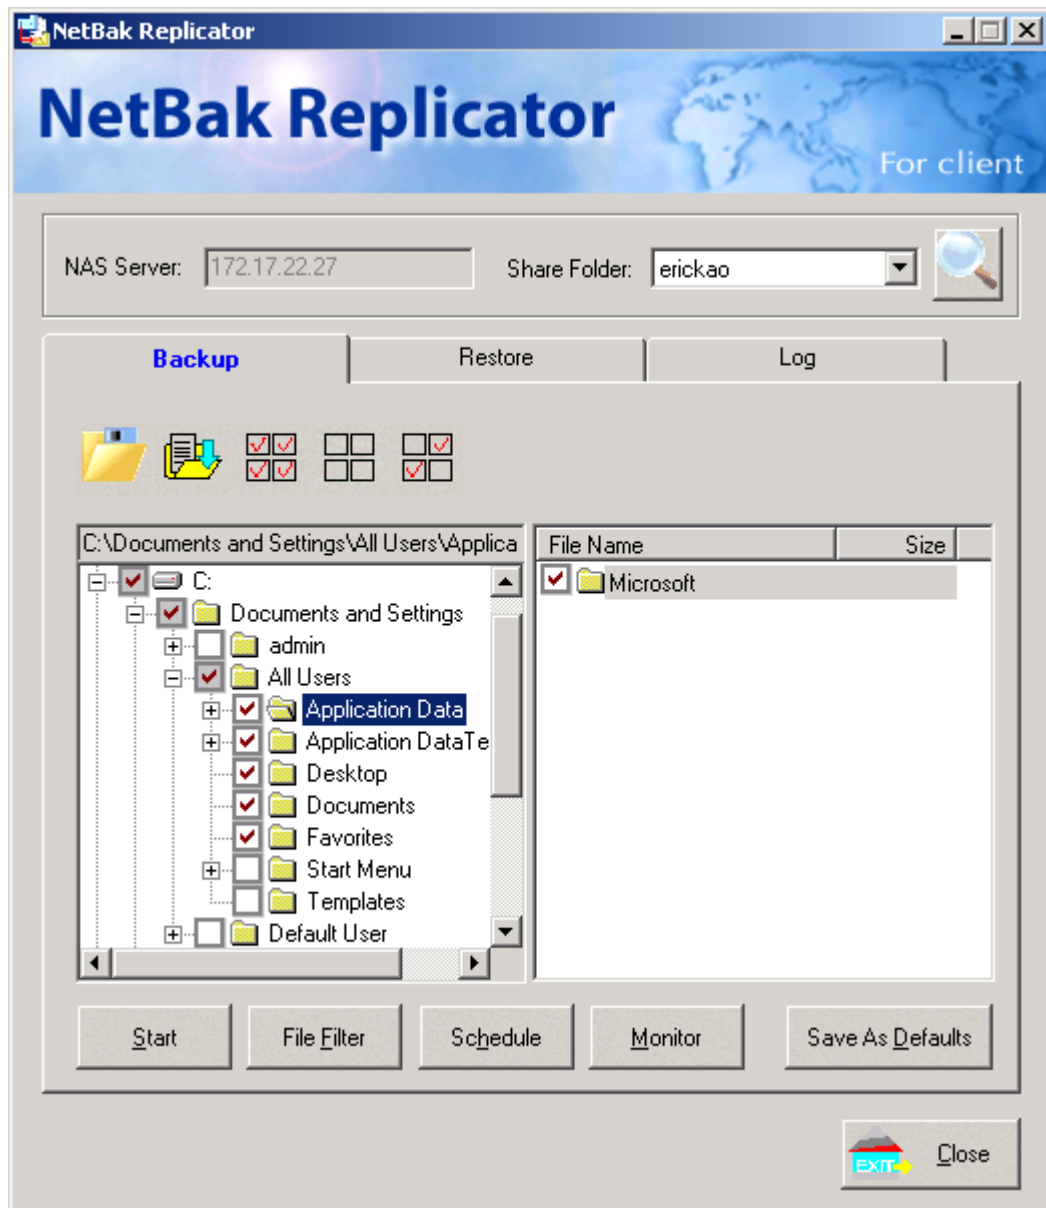 NetBak Replicator
NetBak Replicator
For client
NAS Server: 172.17.22.27 Share Folder: erickao
Backup Restore Log
C:\Documents and Settings\All Users\Applica File Name Size
C: Microsoft
Documents and Settings
admin
All Users
Application Data
Application DataTe
Desktop
Documents
Favorites
Start Menu
Templates
Default User
Start File Filter Schedule Monitor Save As Defaults
EXIT Close